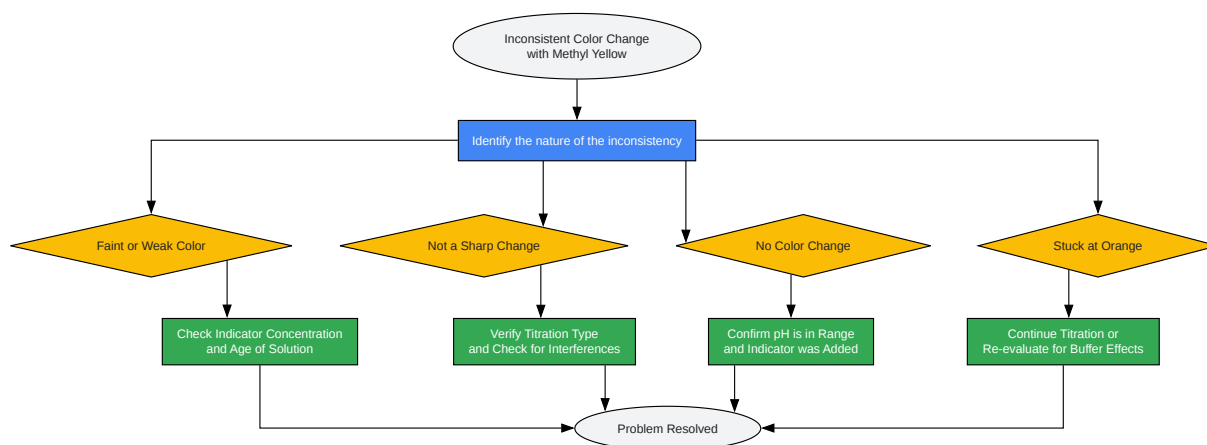 Inconsistent Color Change
with Methyl Yellow
Identify the nature of the inconsistency
Faint or Weak Color
Not a Sharp Change
No Color Change
Stuck at Orange
Check Indicator Concentration
and Age of Solution
Verify Titration Type
and Check for Interferences
Confirm pH is in Range
and Indicator was Added
Continue Titration or
Re-evaluate for Buffer Effects
Problem Resolved